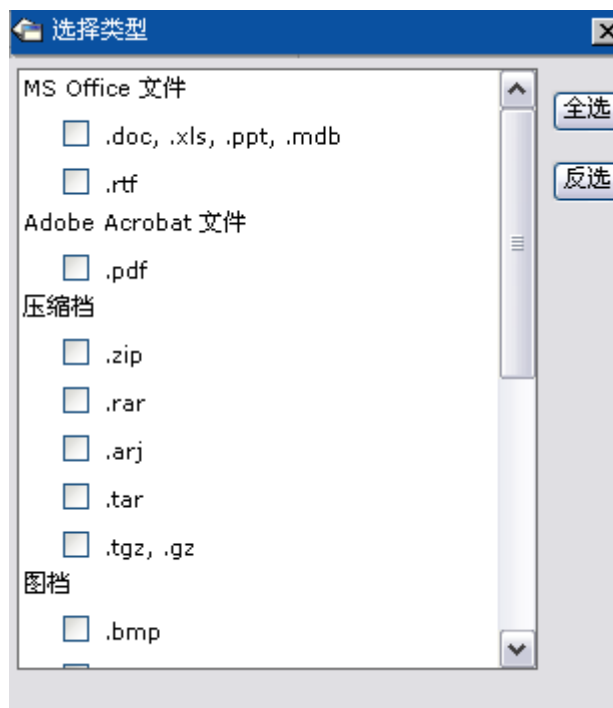 选择类型
MS Office 文件
.doc, .xls, .ppt, .mdb
.rtf
Adobe Acrobat 文件
.pdf
压缩档
.zip
.rar
.arj
.tar
.tgz, .gz
图档
.bmp
全选
反选